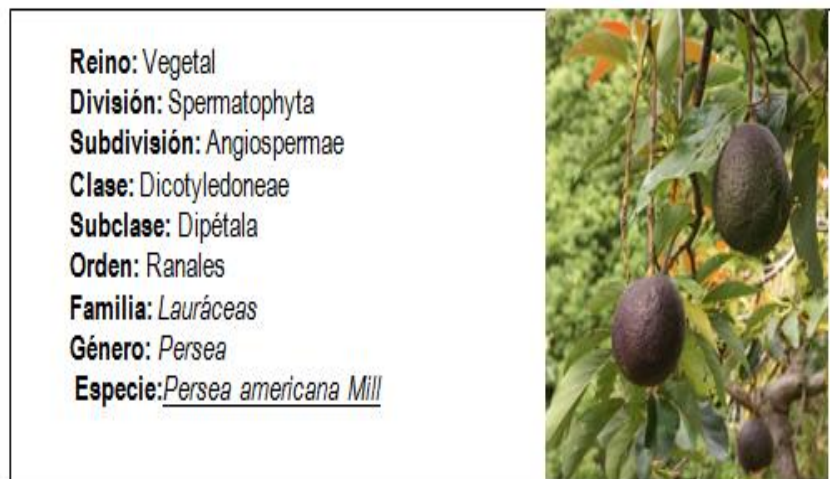 Reino: Vegetal
División: Spermatophyta
Subdivisión: Angiospermae
Clase: Dicotyledoneae
Subclase: Dipétala
Orden: Ranales
Familia: Lauráceas
Género: Persea
Especie:Persea americana Mill